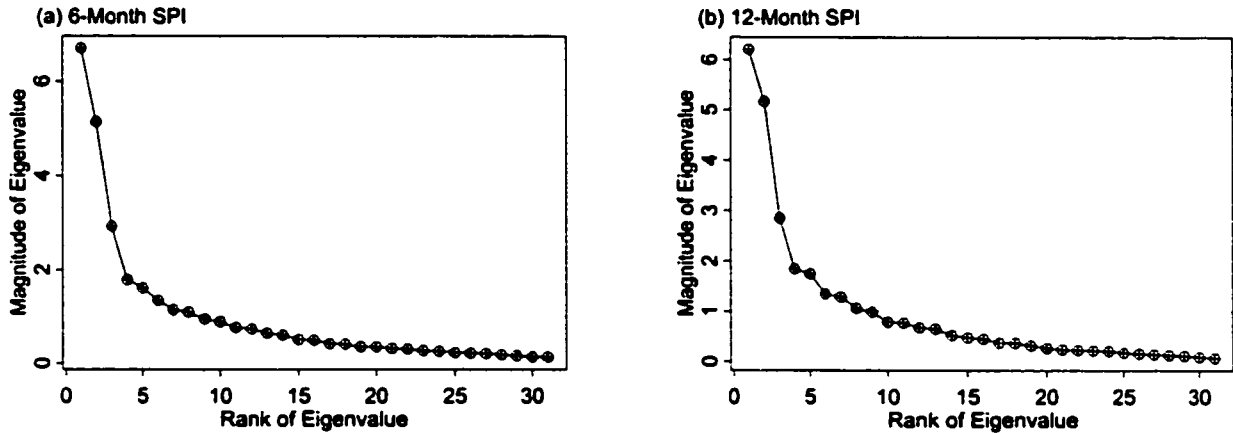 (a) 6-Month SPI
Magnitude of Eigenvalue
6
4
2
0
0 5 10 15 20 25 30
Rank of Eigenvalue
(b) 12-Month SPI
Magnitude of Eigenvalue
6
5
4
3
2
1
0
0 5 10 15 20 25 30
Rank of Eigenvalue